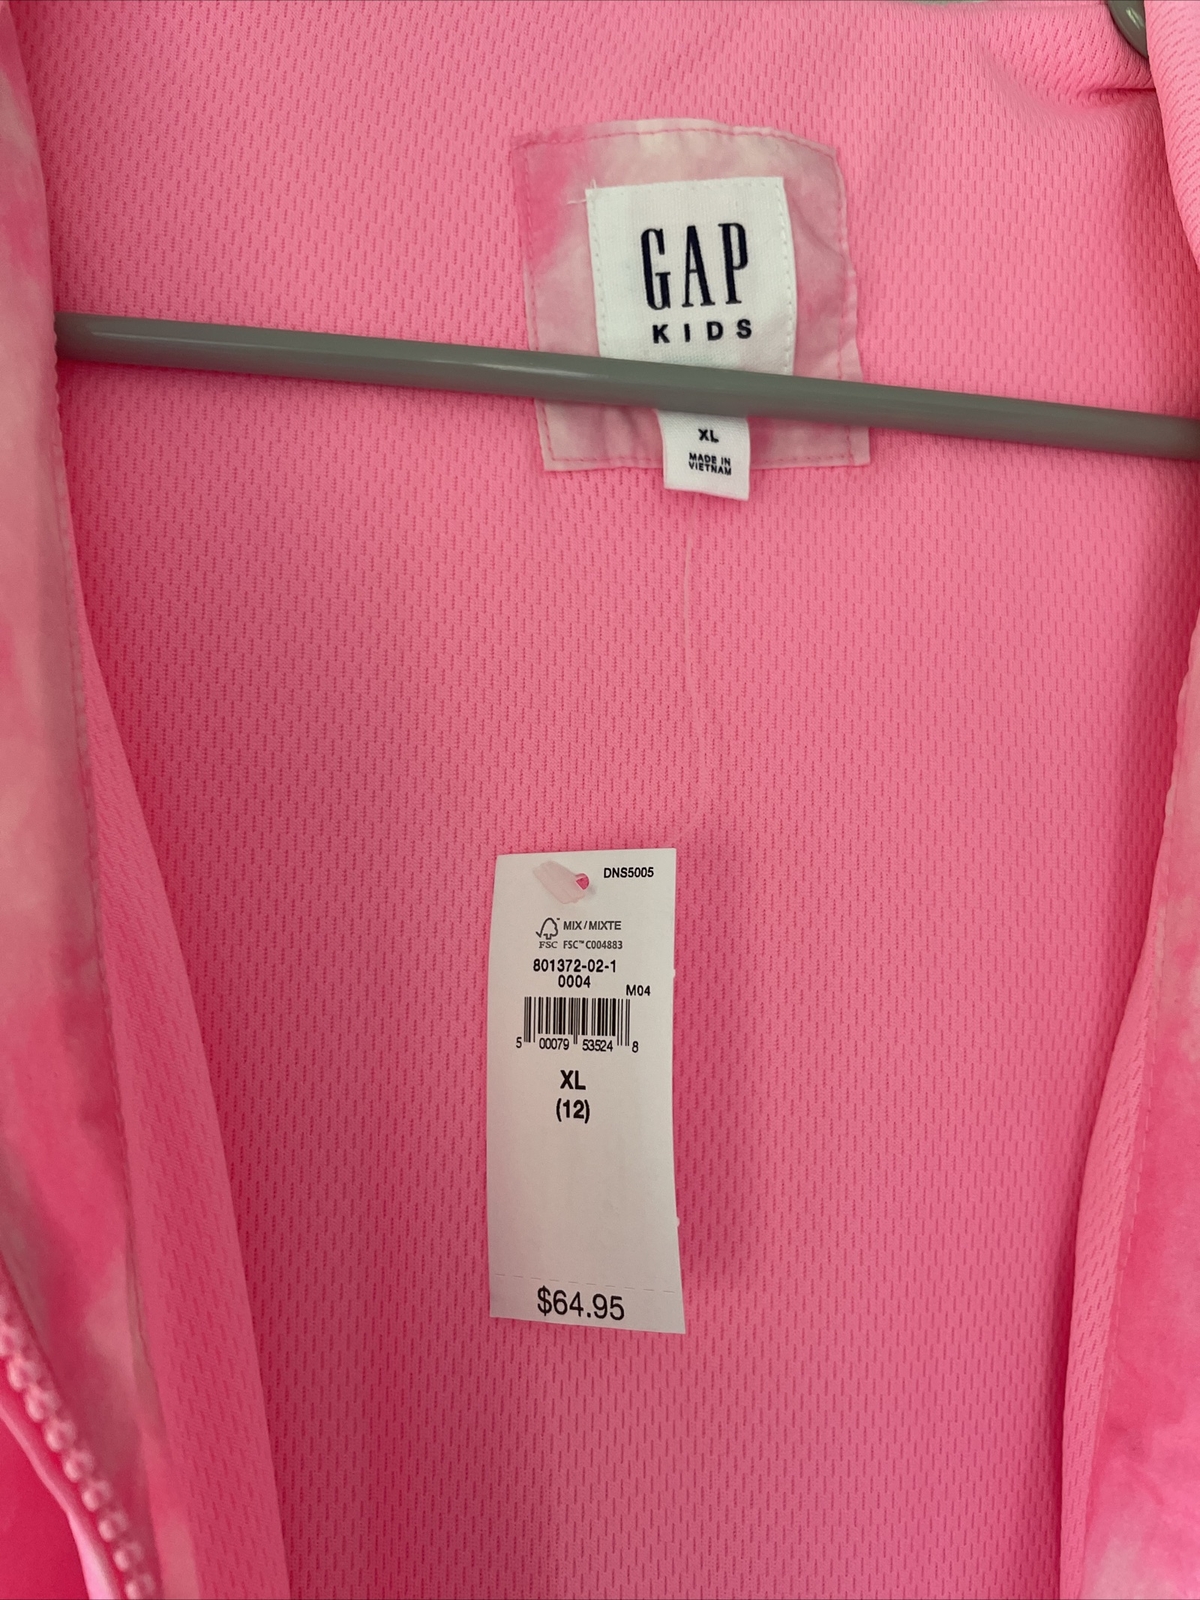 GAP
KIDS
XL
MADE IN
VIETNAM
DNS5005
MIX/MIXTE
FSC FSC™ C004883
801372-02-1
0004
M04
5 00079 53524 8
XL
(12)
$64.95